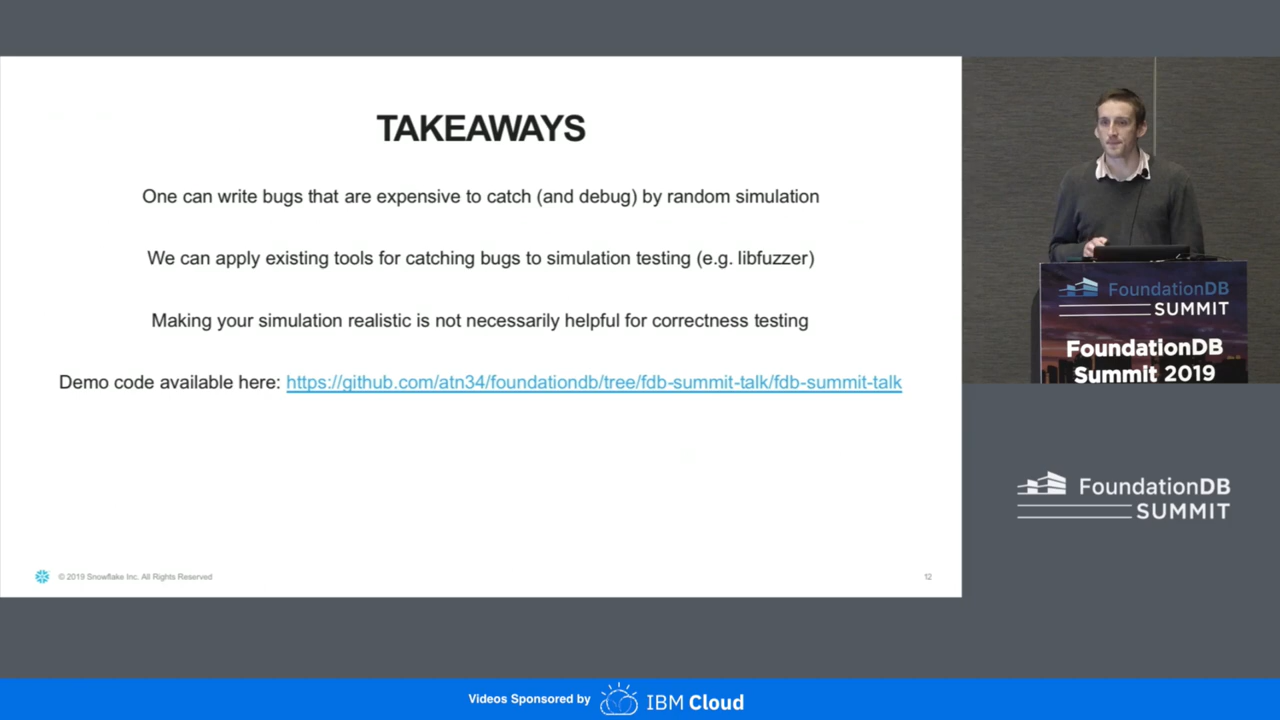 TAKEAWAYS
One can write bugs that are expensive to catch (and debug) by random simulation
We can apply existing tools for catching bugs to simulation testing (e.g. libfuzzer)
Making your simulation realistic is not necessarily helpful for correctness testing
Demo code available here: https://github.com/atn34/foundationdb/tree/fdb-summit-talk/fdb-summit-talk
© 2019 Snowflake Inc. All Rights Reserved
12
FoundationDB
SUMMIT
FoundationDB
Summit 2019
FoundationDB
SUMMIT
Videos Sponsored by IBM Cloud